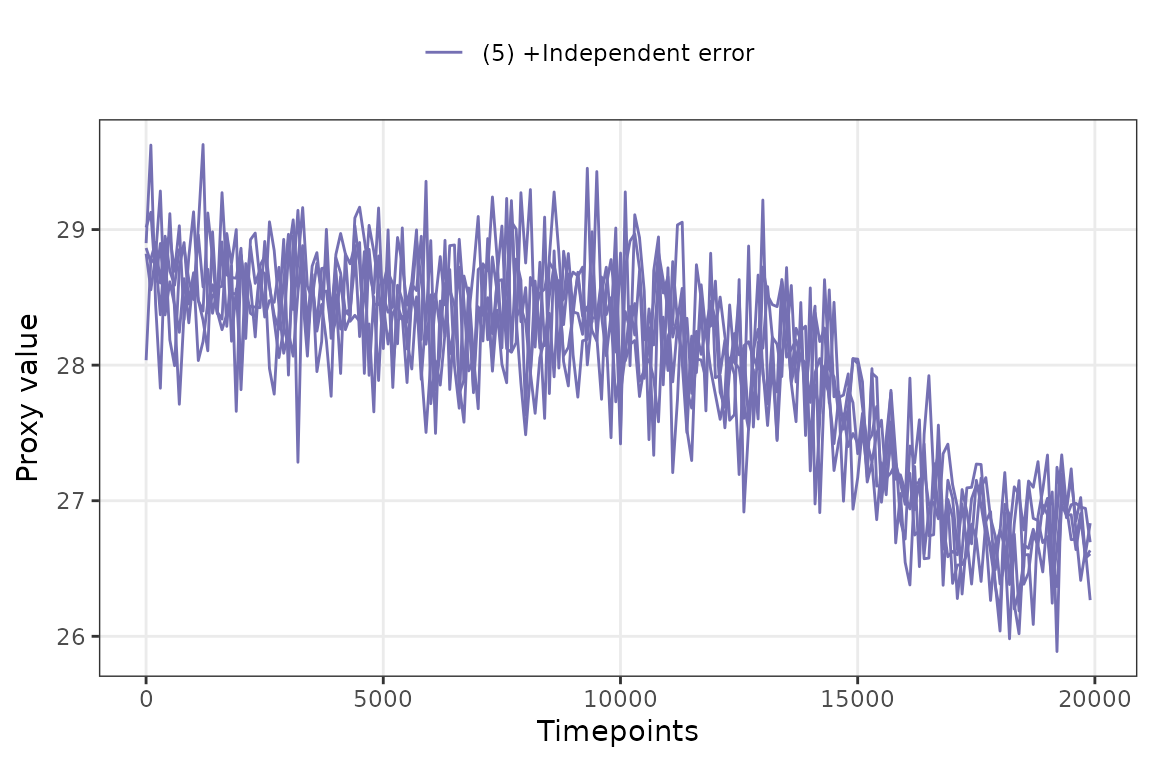 (5) +Independent error
Proxy value
29
28
27
26
0 5000 10000 15000 20000
Timepoints